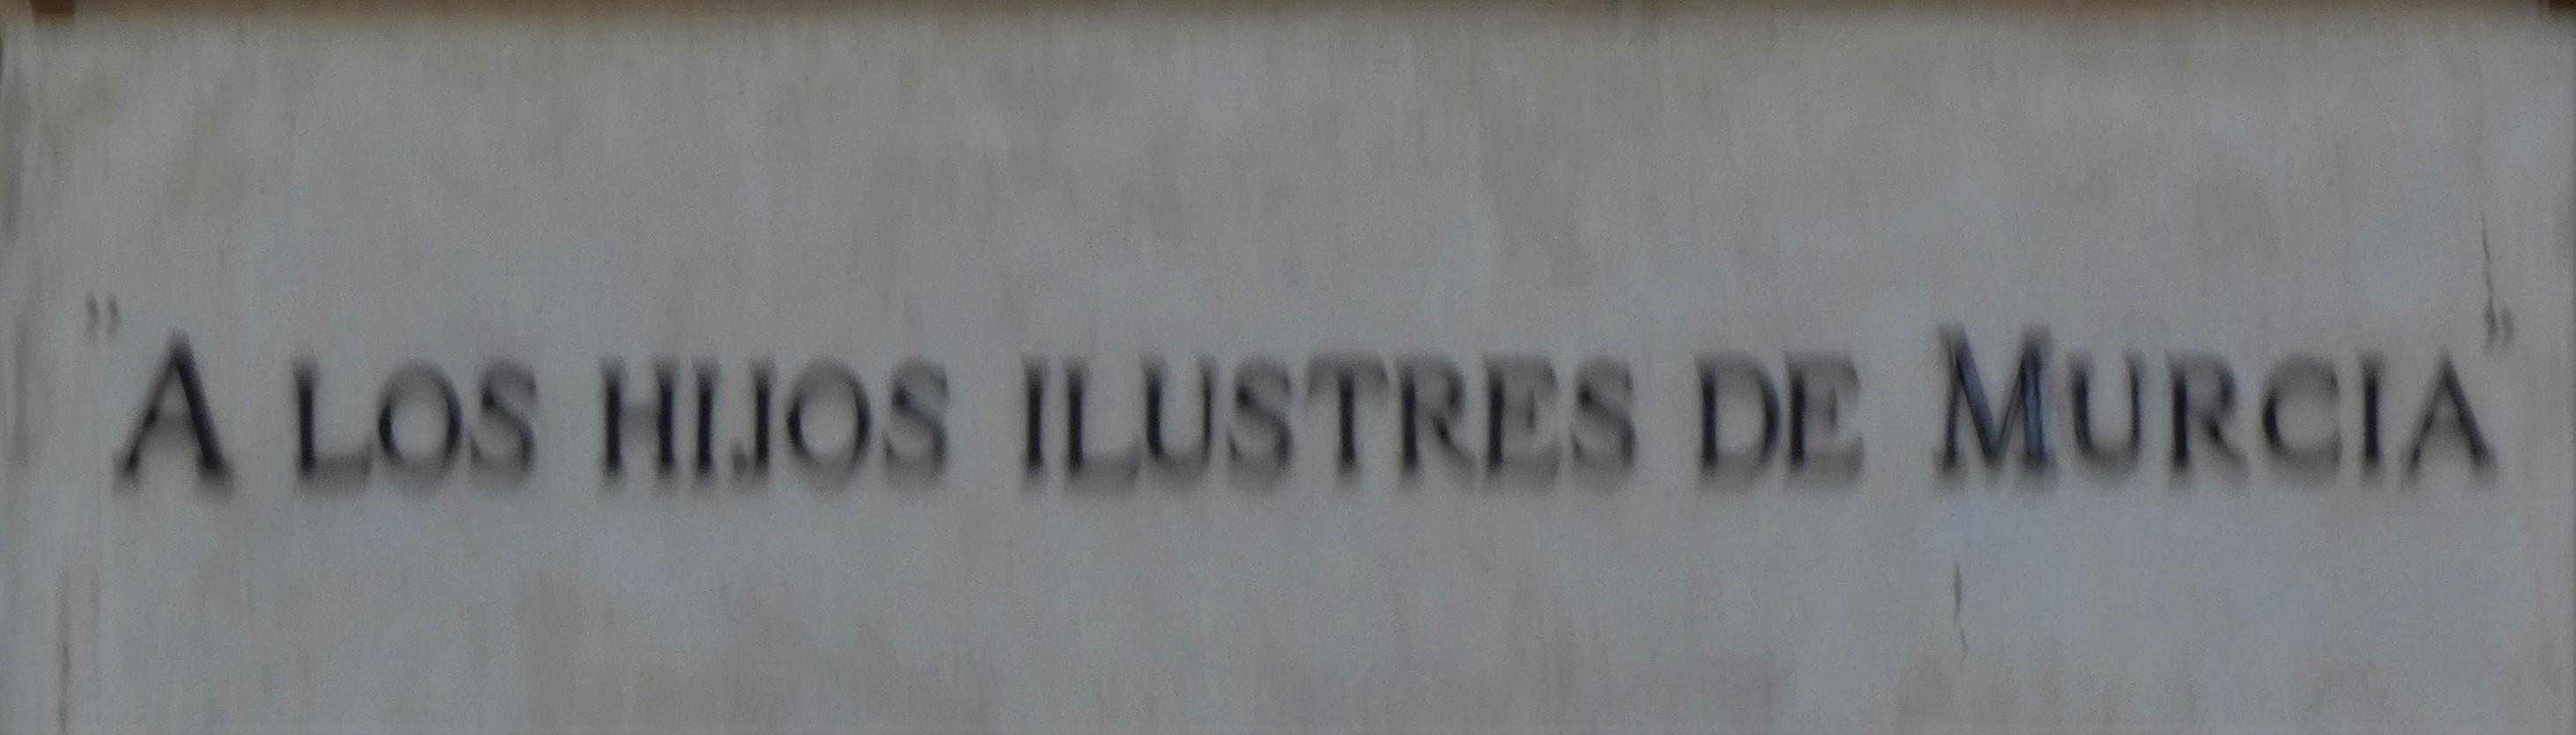 "A LOS HIJOS ILUSTRES DE MURCIA"